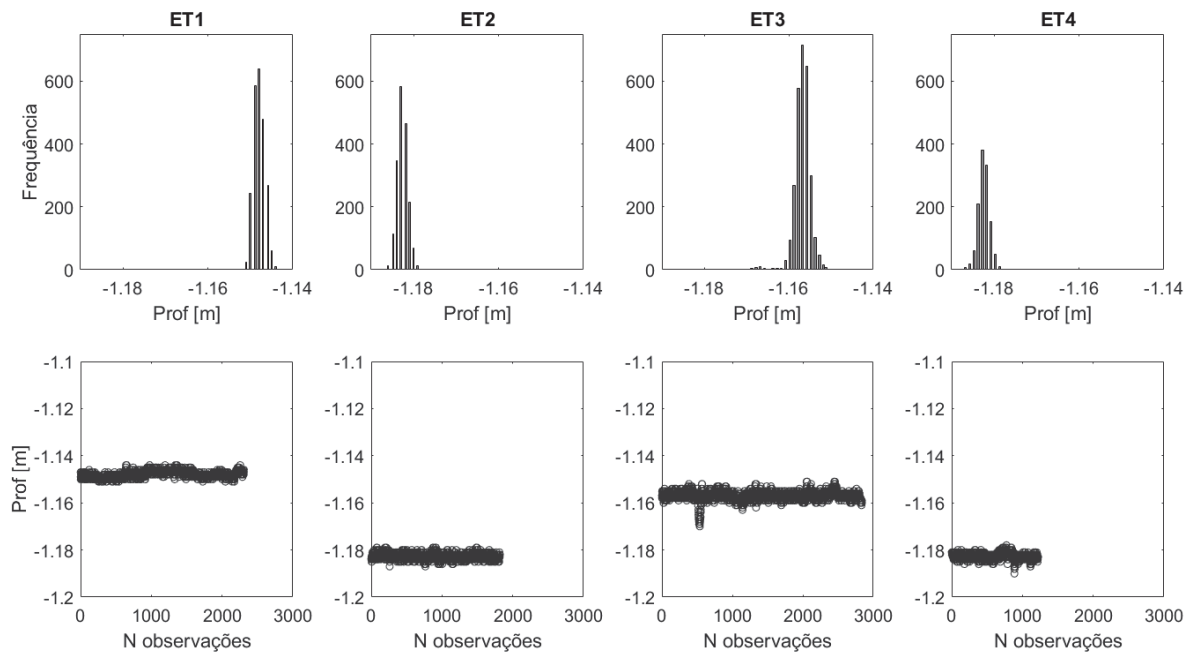 ET1 ET2 ET3 ET4
600 600 600 600
400 400 400 400
200 200 200 200
0 0 0 0
Frequência
-1.18 -1.16 -1.14 -1.18 -1.16 -1.14 -1.18 -1.16 -1.14 -1.18 -1.16 -1.14
Prof [m] Prof [m] Prof [m] Prof [m]
-1.1 -1.1 -1.1 -1.1
-1.12 -1.12 -1.12 -1.12
-1.14 -1.14 -1.14 -1.14
-1.16 -1.16 -1.16 -1.16
-1.18 -1.18 -1.18 -1.18
-1.2 -1.2 -1.2 -1.2
Prof [m]
0 1000 2000 3000 0 1000 2000 3000 0 1000 2000 3000 0 1000 2000 3000
N observações N observações N observações N observações